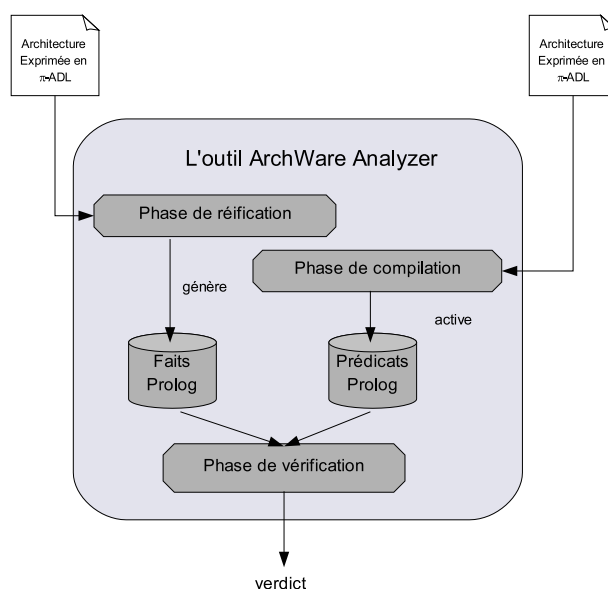 Architecture
Exprimée en
π-ADL
Architecture
Exprimée en
π-ADL
L'outil ArchWare Analyzer
Phase de réification
Phase de compilation
génère
active
Faits
Prolog
Prédicats
Prolog
Phase de vérification
verdict